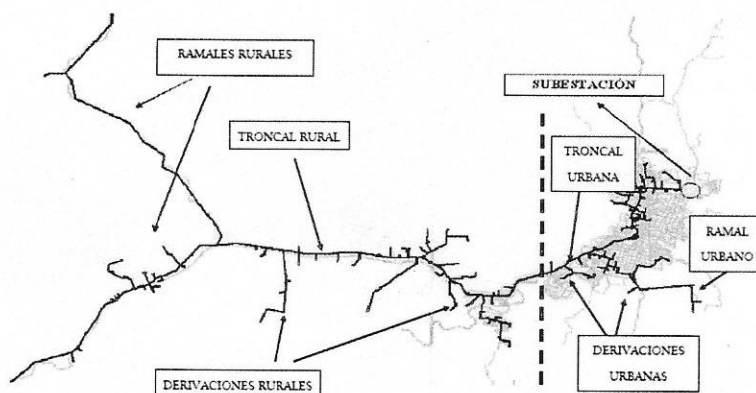 RAMALES RURALES
SUBESTACIÓN
TRONCAL RURAL
TRONCAL
URBANA
RAMAL
URBANO
DERIVACIONES RURALES
DERIVACIONES
URBANAS